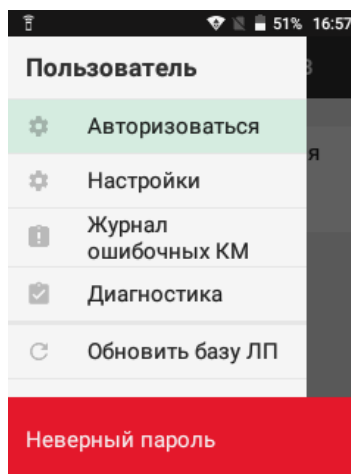 51% 16:57
Пользователь
З
Авторизоваться
я
Настройки
Журнал
ошибочных КМ
Диагностика
Обновить базу ЛП
Неверный пароль